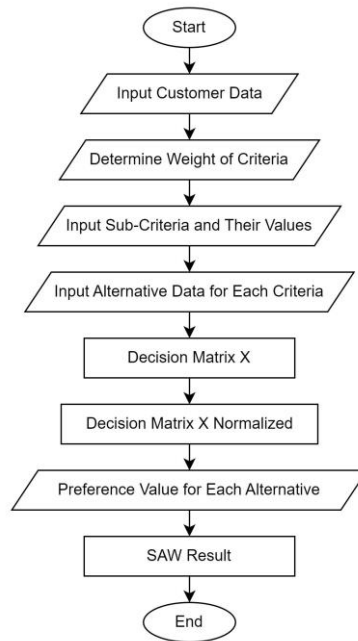 Start
Input Customer Data
Determine Weight of Criteria
Input Sub-Criteria and Their Values
Input Alternative Data for Each Criteria
Decision Matrix X
Decision Matrix X Normalized
Preference Value for Each Alternative
SAW Result
End